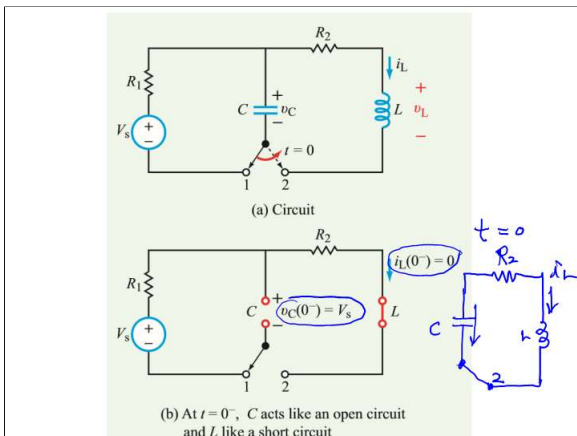 R2
R1
iL
+
+
C
vC
L
vL
Vs
+
−
−
−
t = 0
1
2
(a) Circuit
R2
iL(0−) = 0
t = 0
R2
R1
iL
+
C
vC(0−) = Vs
L
C
L
Vs
+
−
−
2
1
2
(b) At t = 0−, C acts like an open circuit
and L like a short circuit